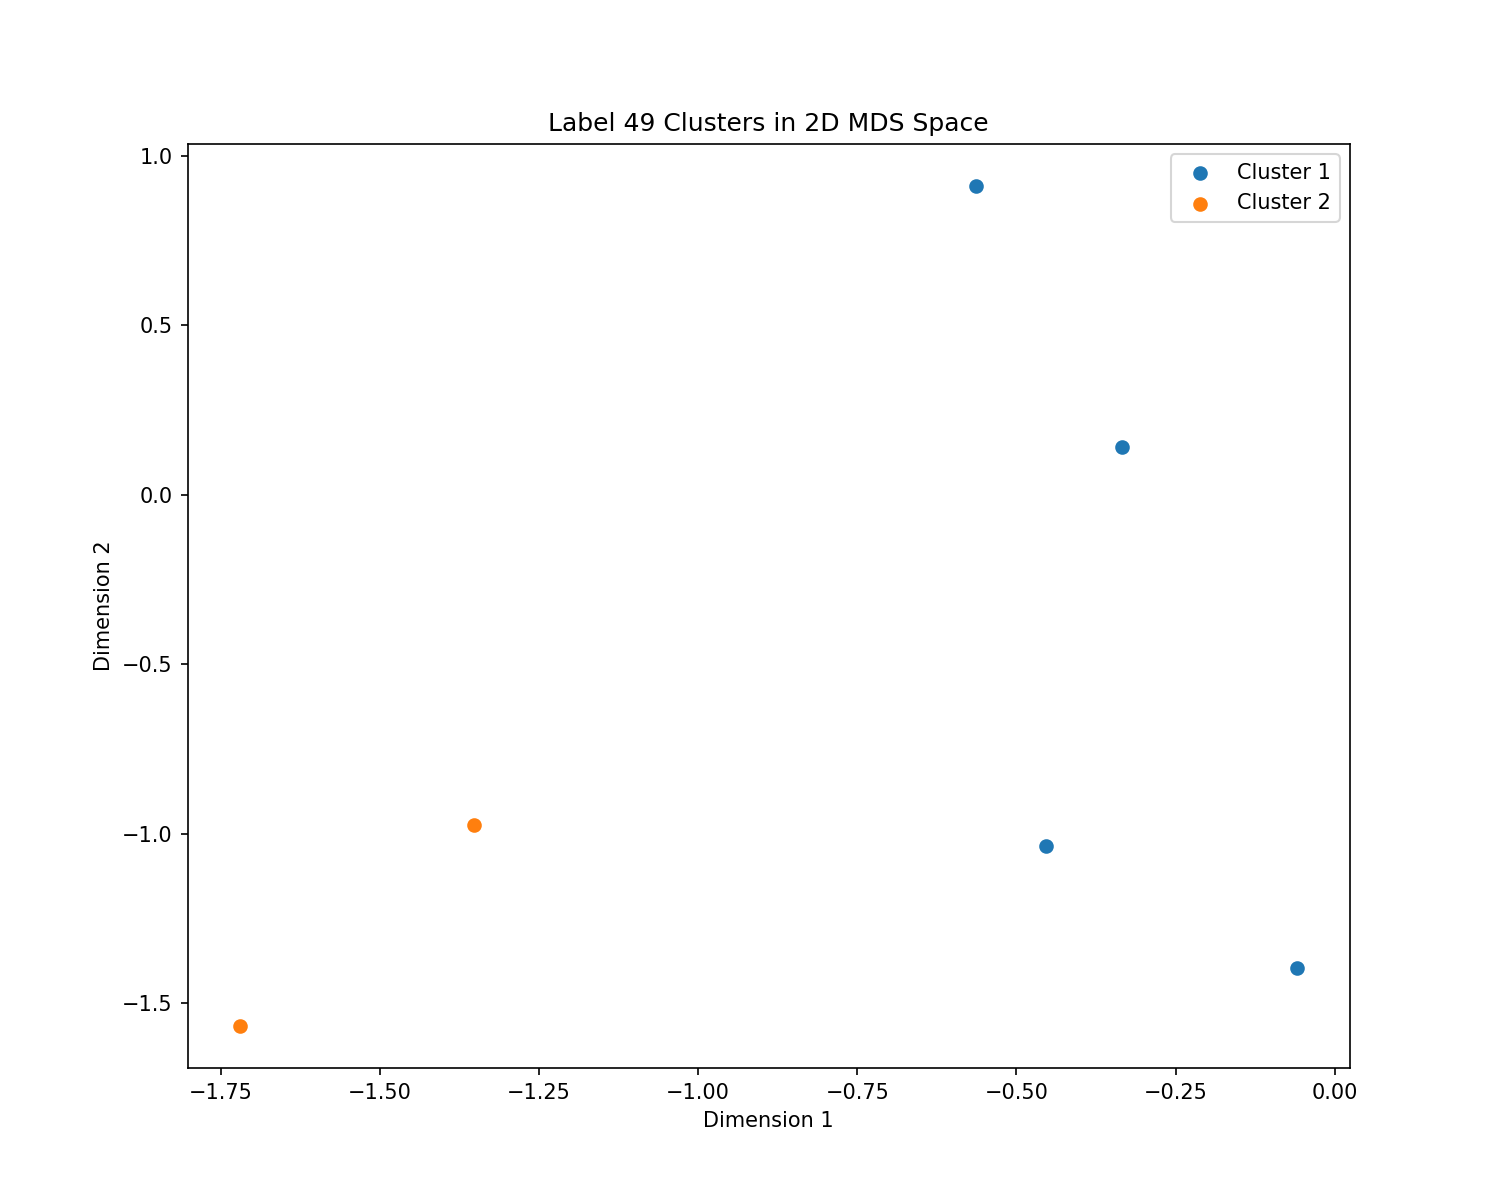 Label 49 Clusters in 2D MDS Space
Cluster 1
Cluster 2
1.0
0.5
0.0
−0.5
−1.0
−1.5
Dimension 2
−1.75
−1.50
−1.25
−1.00
−0.75
−0.50
−0.25
0.00
Dimension 1